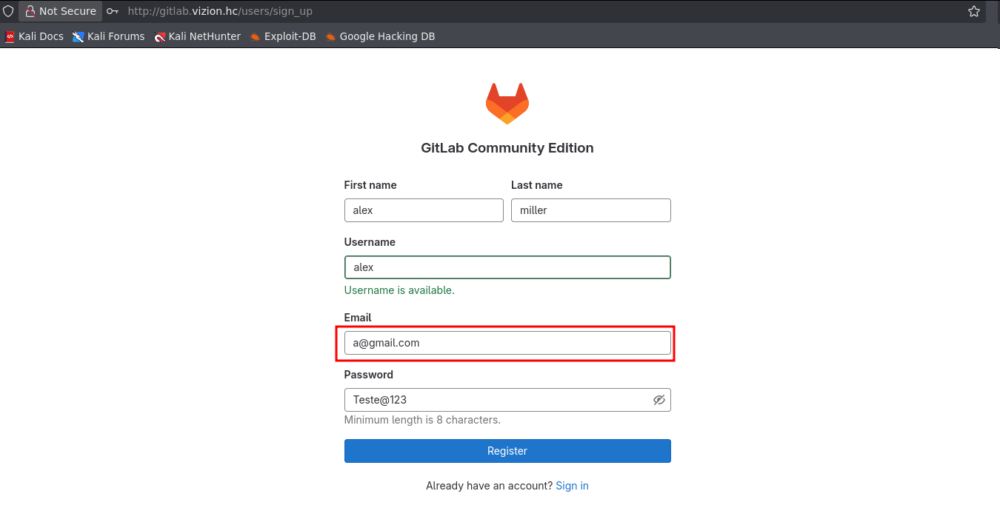 Not Secure http://gitlab.vizion.hc/users/sign_up
Kali Docs Kali Forums Kali NetHunter Exploit-DB Google Hacking DB
GitLab Community Edition
First name Last name
alex miller
Username
alex
Username is available.
Email
a@gmail.com
Password
Teste@123
Minimum length is 8 characters.
Register
Already have an account? Sign in